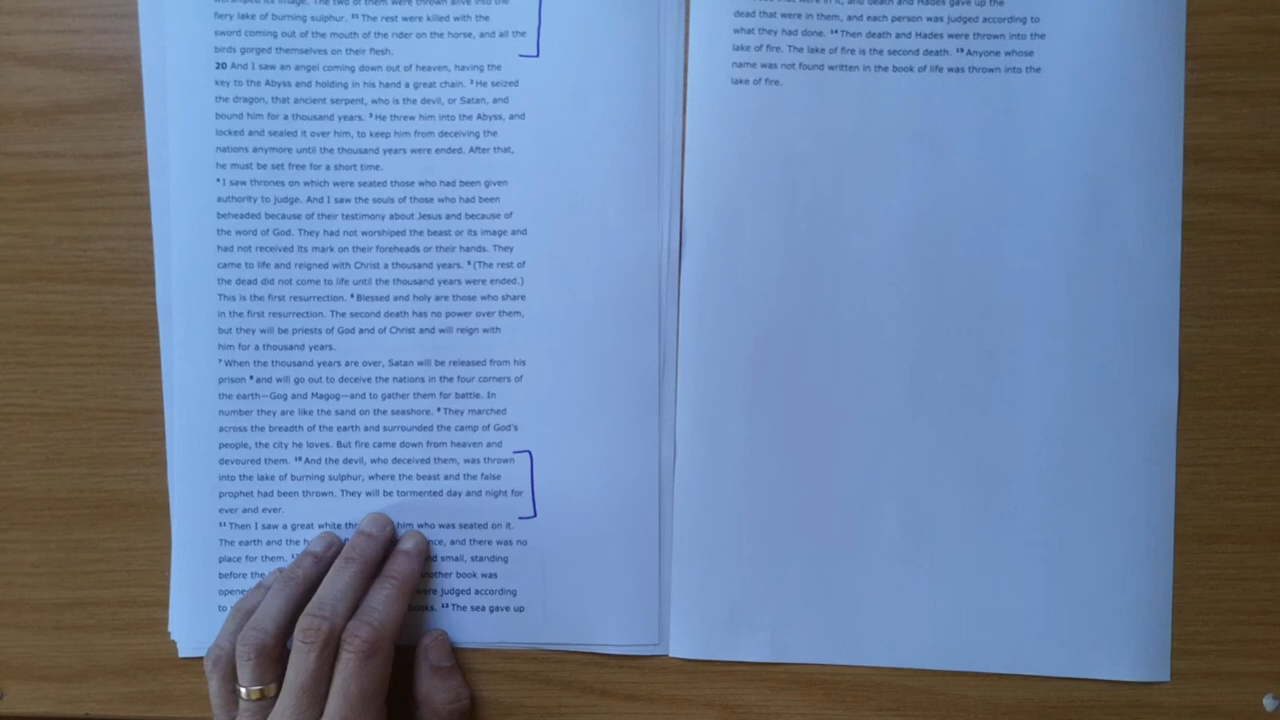 worshiped its image. The two of them were thrown alive into the
fiery lake of burning sulphur. 21 The rest were killed with the
sword coming out of the mouth of the rider on the horse, and all the
birds gorged themselves on their flesh.
20 And I saw an angel coming down out of heaven, having the
key to the Abyss and holding in his hand a great chain. 2 He seized
the dragon, that ancient serpent, who is the devil, or Satan, and
bound him for a thousand years. 3 He threw him into the Abyss, and
locked and sealed it over him, to keep him from deceiving the
nations anymore until the thousand years were ended. After that,
he must be set free for a short time.
4 I saw thrones on which were seated those who had been given
authority to judge. And I saw the souls of those who had been
beheaded because of their testimony about Jesus and because of
the word of God. They had not worshiped the beast or its image and
had not received its mark on their foreheads or their hands. They
came to life and reigned with Christ a thousand years. 5 (The rest of
the dead did not come to life until the thousand years were ended.)
This is the first resurrection. 6 Blessed and holy are those who share
in the first resurrection. The second death has no power over them,
but they will be priests of God and of Christ and will reign with
him for a thousand years.
7 When the thousand years are over, Satan will be released from his
prison 8 and will go out to deceive the nations in the four corners of
the earth—Gog and Magog—and to gather them for battle. In
number they are like the sand on the seashore. 9 They marched
across the breadth of the earth and surrounded the camp of God's
people, the city he loves. But fire came down from heaven and
devoured them. 10 And the devil, who deceived them, was thrown
into the lake of burning sulphur, where the beast and the false
prophet had been thrown. They will be tormented day and night for
ever and ever.
11 Then I saw a great white him who was seated on it.
The earth and the and there was no
place for them. small, standing
before the another book was
were judged according
to books. 13 The sea gave up
and death and Hades gave up the
dead that were in them, and each person was judged according to
what they had done. 14 Then death and Hades were thrown into the
lake of fire. The lake of fire is the second death. 15 Anyone whose
name was not found written in the book of life was thrown into the
lake of fire.